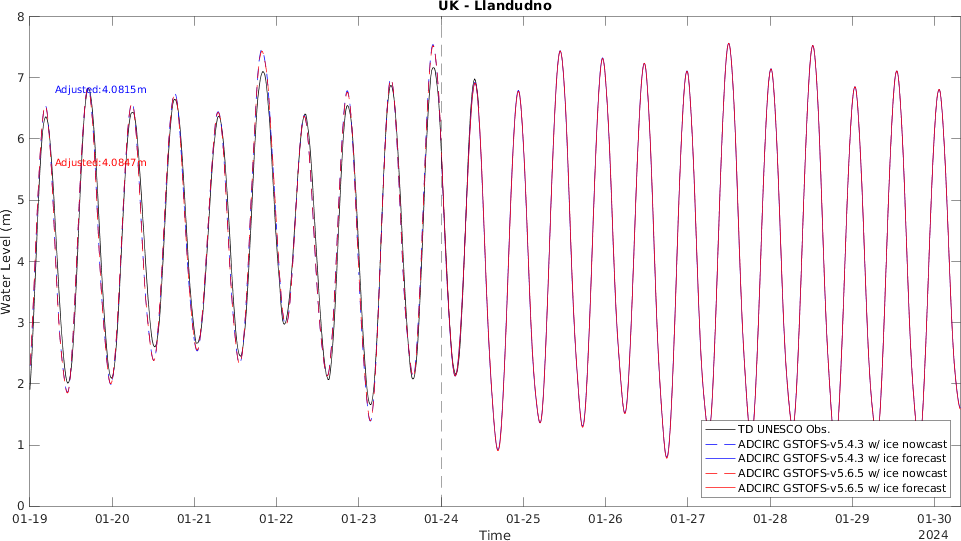 UK - Llandudno
8
7
6
5
4
3
2
1
0
Water Level (m)
Adjusted:4.0815m
Adjusted:4.0847m
TD UNESCO Obs.
ADCIRC GSTOFS-v5.4.3 w/ ice nowcast
ADCIRC GSTOFS-v5.4.3 w/ ice forecast
ADCIRC GSTOFS-v5.6.5 w/ ice nowcast
ADCIRC GSTOFS-v5.6.5 w/ ice forecast
01-19 01-20 01-21 01-22 01-23 01-24 01-25 01-26 01-27 01-28 01-29 01-30
Time
2024